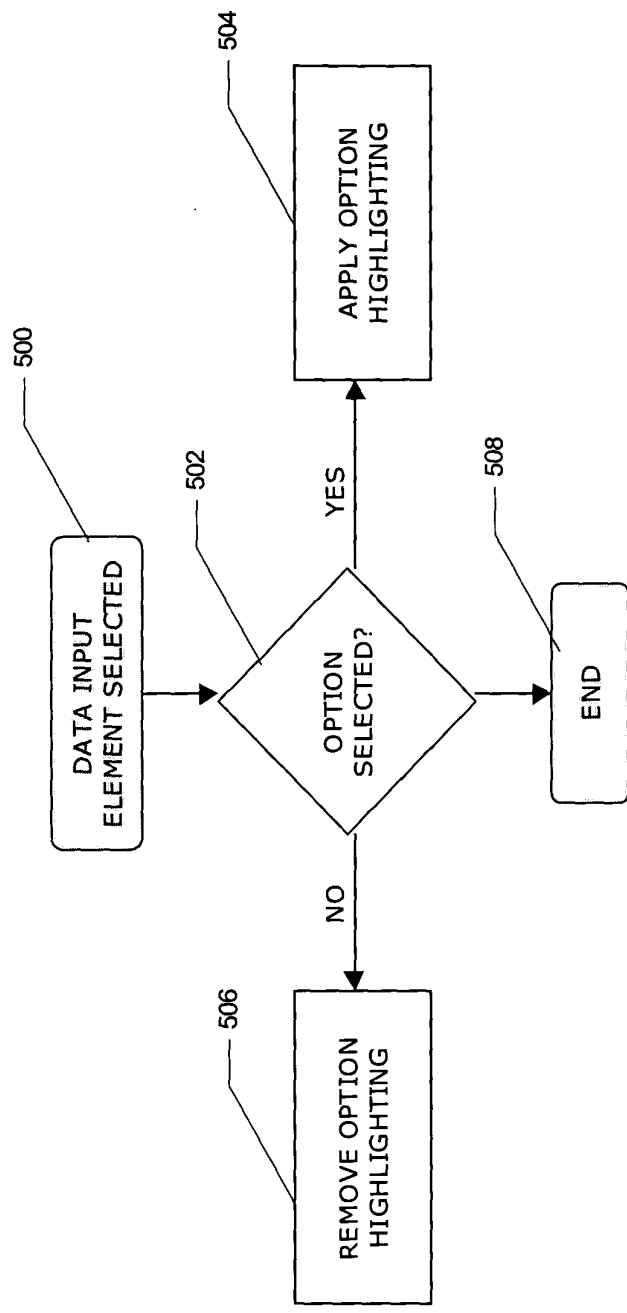 500
DATA INPUT
ELEMENT SELECTED
502
OPTION
SELECTED?
YES
504
APPLY OPTION
HIGHLIGHTING
NO
506
REMOVE OPTION
HIGHLIGHTING
508
END